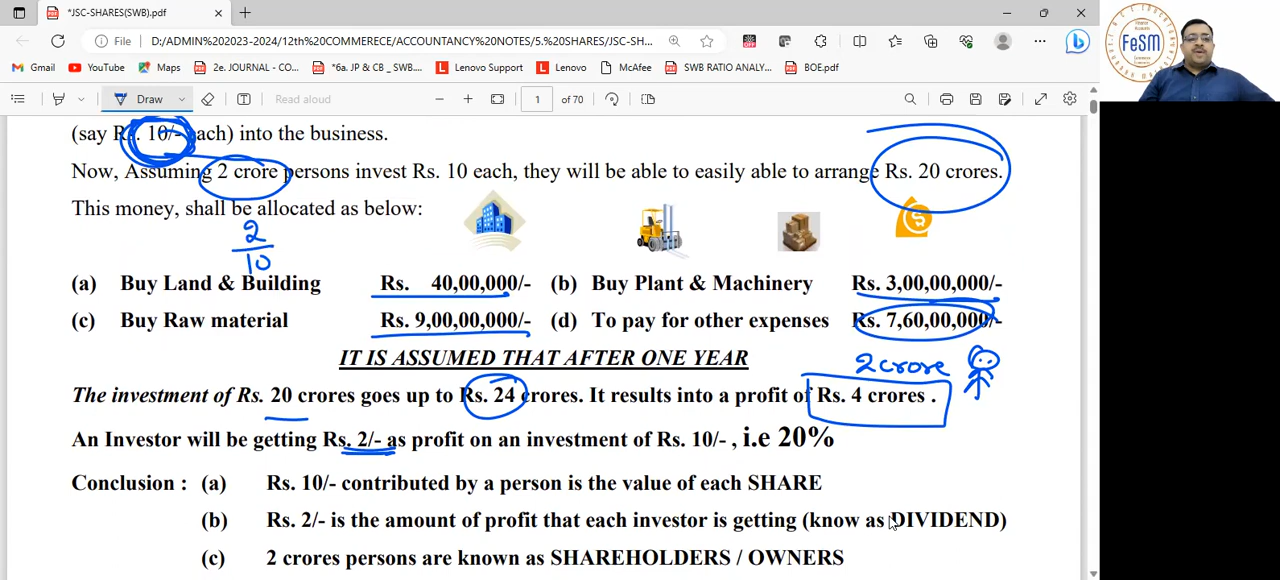 *JSC-SHARES(SWB).pdf
File D:/ADMIN%202023-2024/12th%20COMMERECE/ACCOUNTANCY%20NOTES/5.%20SHARES/JSC-SH...
Gmail YouTube Maps 2e. JOURNAL - CO... *6a. JP & CB _ SWB.... Lenovo Support Lenovo McAfee SWB RATIO ANALY... BOE.pdf
Draw Read aloud 1 of 70
FeSM
(say Rs. 10/- each) into the business.
Now, Assuming 2 crore persons invest Rs. 10 each, they will be able to easily able to arrange Rs. 20 crores.
This money, shall be allocated as below:
2
10
(a) Buy Land & Building Rs. 40,00,000/- (b) Buy Plant & Machinery Rs. 3,00,00,000/-
(c) Buy Raw material Rs. 9,00,00,000/- (d) To pay for other expenses Rs. 7,60,00,000/-
IT IS ASSUMED THAT AFTER ONE YEAR
2 crore
The investment of Rs. 20 crores goes up to Rs. 24 crores. It results into a profit of Rs. 4 crores .
An Investor will be getting Rs. 2/- as profit on an investment of Rs. 10/- , i.e 20%
Conclusion : (a) Rs. 10/- contributed by a person is the value of each SHARE
(b) Rs. 2/- is the amount of profit that each investor is getting (know as DIVIDEND)
(c) 2 crores persons are known as SHAREHOLDERS / OWNERS